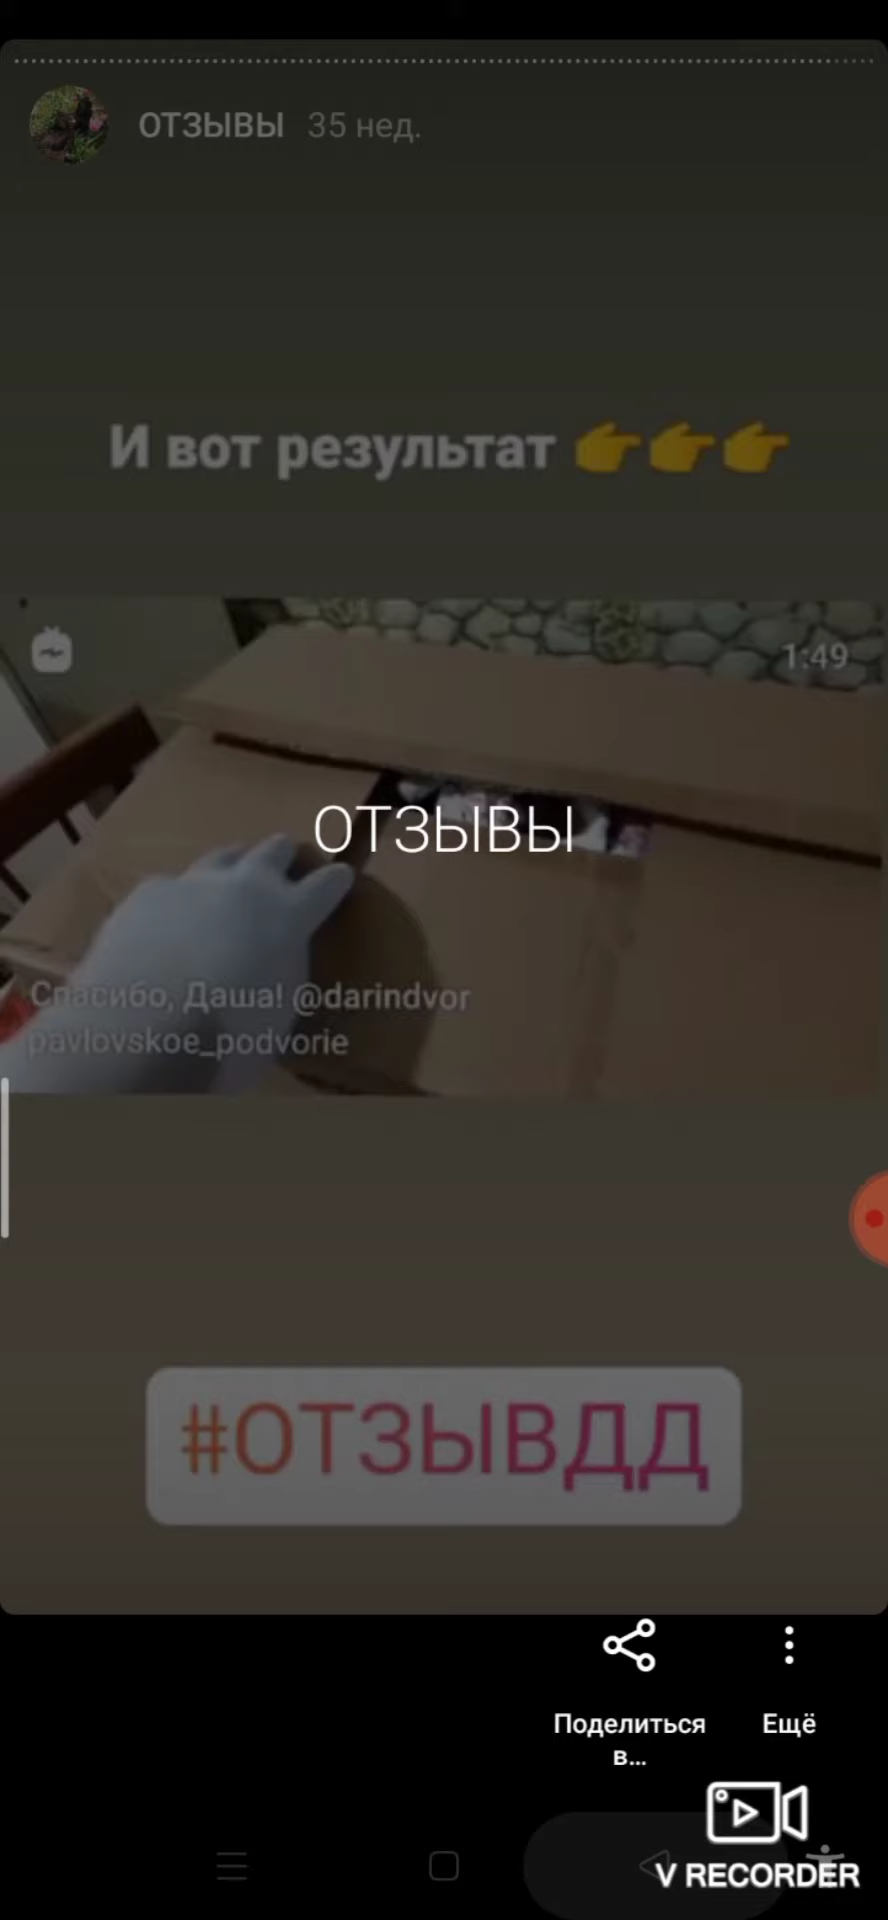 ОТЗЫВЫ 35 нед.
И вот результат 👉👉👉
1:49
ОТЗЫВЫ
Спасибо, Даша! @darindvor
pavlovskoe_podvorie
#ОТЗЫВДД
Поделиться
в...
Ещё
V RECORDER